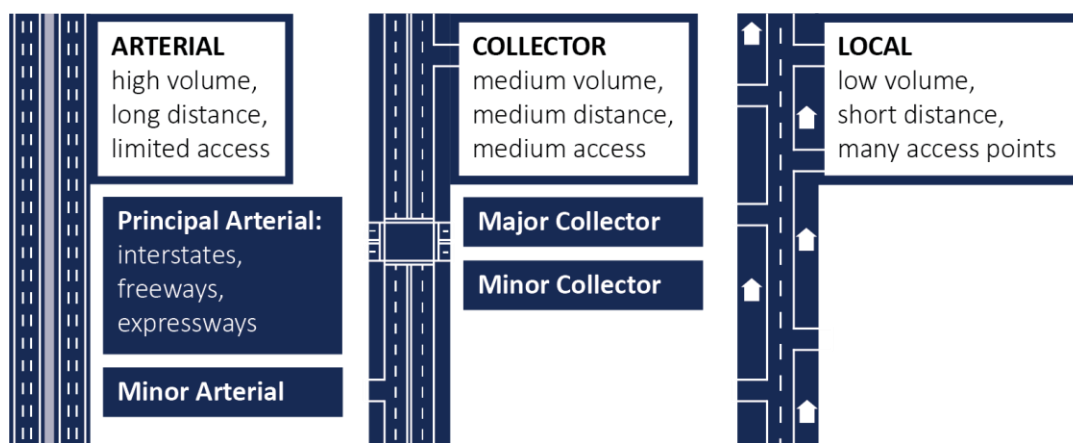 ARTERIAL
high volume,
long distance,
limited access
Principal Arterial:
interstates,
freeways,
expressways
Minor Arterial
COLLECTOR
medium volume,
medium distance,
medium access
Major Collector
Minor Collector
LOCAL
low volume,
short distance,
many access points